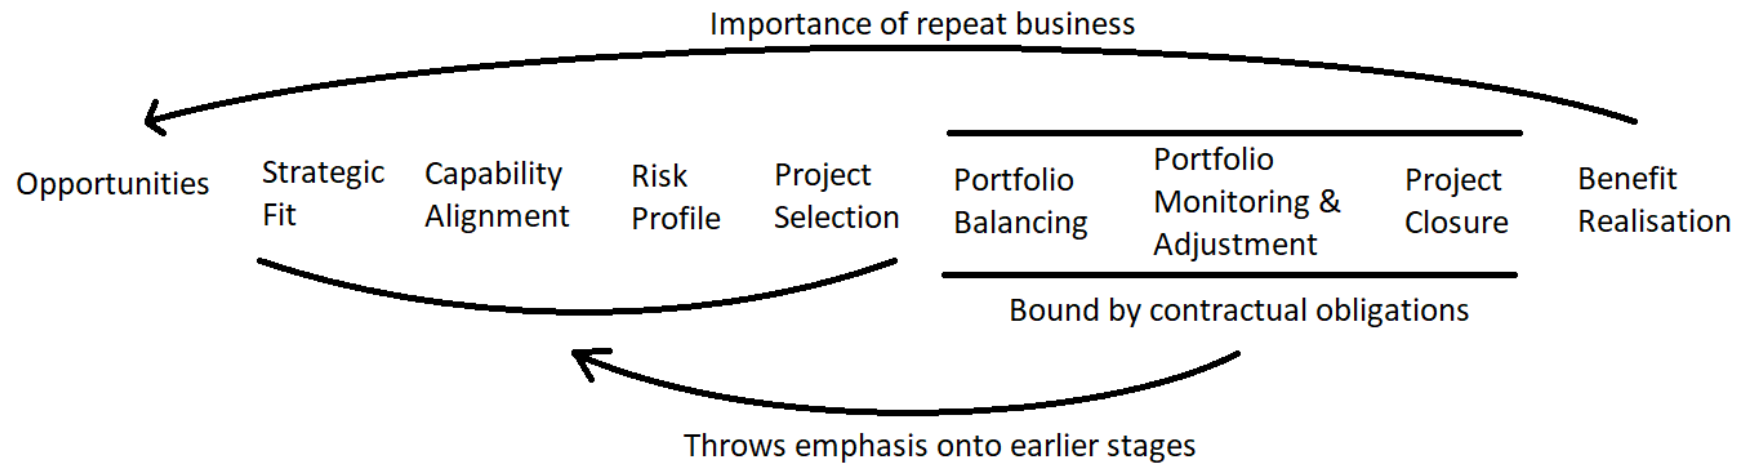 Importance of repeat business
Opportunities
Strategic
Fit
Capability
Alignment
Risk
Profile
Project
Selection
Portfolio
Balancing
Portfolio
Monitoring &
Adjustment
Project
Closure
Benefit
Realisation
Bound by contractual obligations
Throws emphasis onto earlier stages